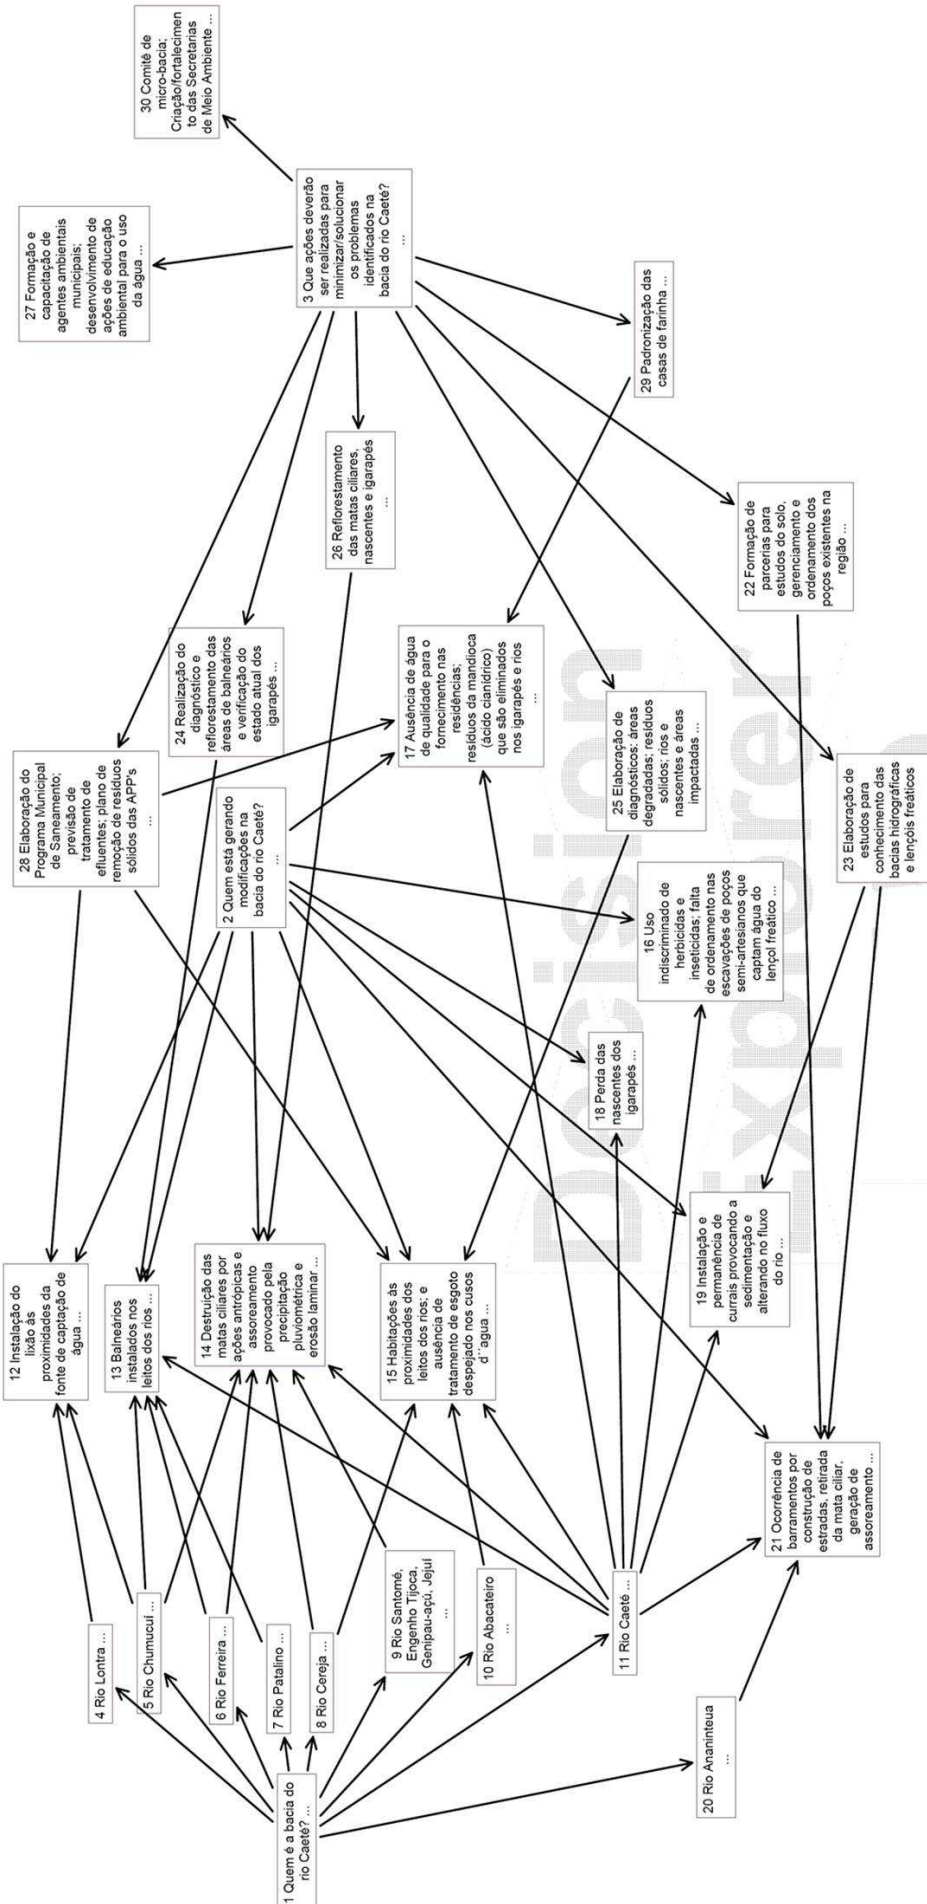 1 Quem é a bacia do
rio Caeté? ...
4 Rio Lontra ...
5 Rio Chumucuí ...
6 Rio Ferreira ...
7 Rio Patalino ...
8 Rio Cereja ...
9 Rio Santomé,
Engenho Tijoca,
Genipau-açú, Jejuí
...
10 Rio Abacateiro
...
11 Rio Caeté ...
20 Rio Ananinteua
...
12 Instalação do
lixão às
proximidades da
fonte de captação de
água ...
13 Balneários
instalados nos
leitos dos rios ...
14 Destruição das
matas ciliares por
ações antrópicas e
assoreamento
provocado pela
precipitação
pluviométrica e
erosão laminar ...
15 Habitações às
proximidades dos
leitos dos rios; e
ausência de
tratamento de esgoto
despejado nos cusos
d´´agua ...
21 Ocorrência de
barramentos por
construção de
estradas, retirada
da mata ciliar,
geração de
assoreamento ...
19 Instalação e
permanência de
currais provocando a
sedimentação e
alterando no fluxo
do rio ...
18 Perda das
nascentes dos
igarapés ...
16 Uso
indiscriminado de
herbicidas e
inseticidas; falta
de ordenamento nas
escavações de poços
semi-artesianos que
captam água do
lençol freático ...
2 Quem está gerando
modificações na
bacia do rio Caeté?
...
28 Elaboração do
Programa Municipal
de Saneamento;
previsão de
tratamento de
efluentes; plano de
remoção de resíduos
sólidos das APP's
...
24 Realização do
diagnóstico e
reflorestamento das
áreas de balneários
e verificação do
estado atual dos
igarapés ...
17 Ausência de água
de qualidade para o
fornecimento nas
residências;
resíduos da mandioca
(ácido cianídrico)
que são eliminados
nos igarapés e rios
...
25 Elaboração de
diagnósticos: áreas
degradadas; resíduos
sólidos; rios e
nascentes e áreas
impactadas ...
23 Elaboração de
estudos para
conhecimento das
bacias hidrográficas
e lençóis freáticos
22 Formação de
parcerias para
estudos do solo,
gerenciamento e
ordenamento dos
poços existentes na
região ...
26 Reflorestamento
das matas ciliares,
nascentes e igarapés
...
29 Padronização das
casas de farinha ...
3 Que ações deverão
ser realizadas para
minimizar/solucionar
os problemas
identificados na
bacia do rio Caeté?
...
27 Formação e
capacitação de
agentes ambientais
municipais;
desenvolvimento de
ações de educação
ambiental para o uso
da água ...
30 Comitê de
micro-bacia;
Criação/fortalecimen
to das Secretarias
de Meio Ambiente ...
Decision
Explorer